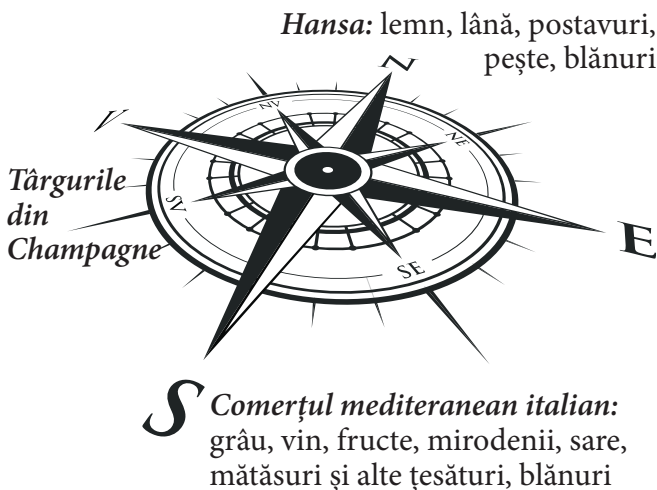 Hansa: lemn, lână, postavuri,
pește, blănuri
N
NV
NE
V
Târgurile
din
Champagne
SV
E
SE
S
Comerțul mediteranean italian:
grâu, vin, fructe, mirodenii, sare,
mătăsuri și alte țesături, blănuri